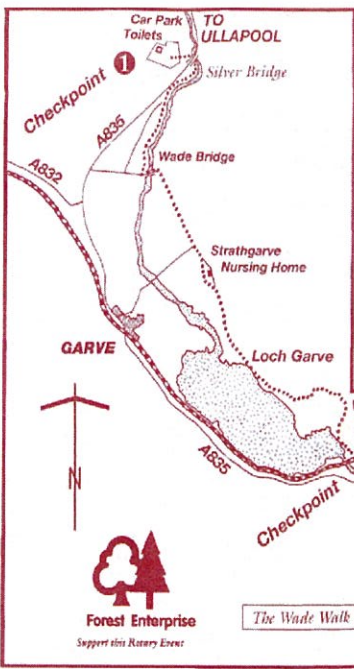 Car Park
Toilets
TO
ULLAPOOL
1
Checkpoint
Silver Bridge
A835
Wade Bridge
A832
Strathgarve
Nursing Home
GARVE
Loch Garve
A835
Checkpoint
N
Forest Enterprise
Support this Rotary Event
The Wade Walk